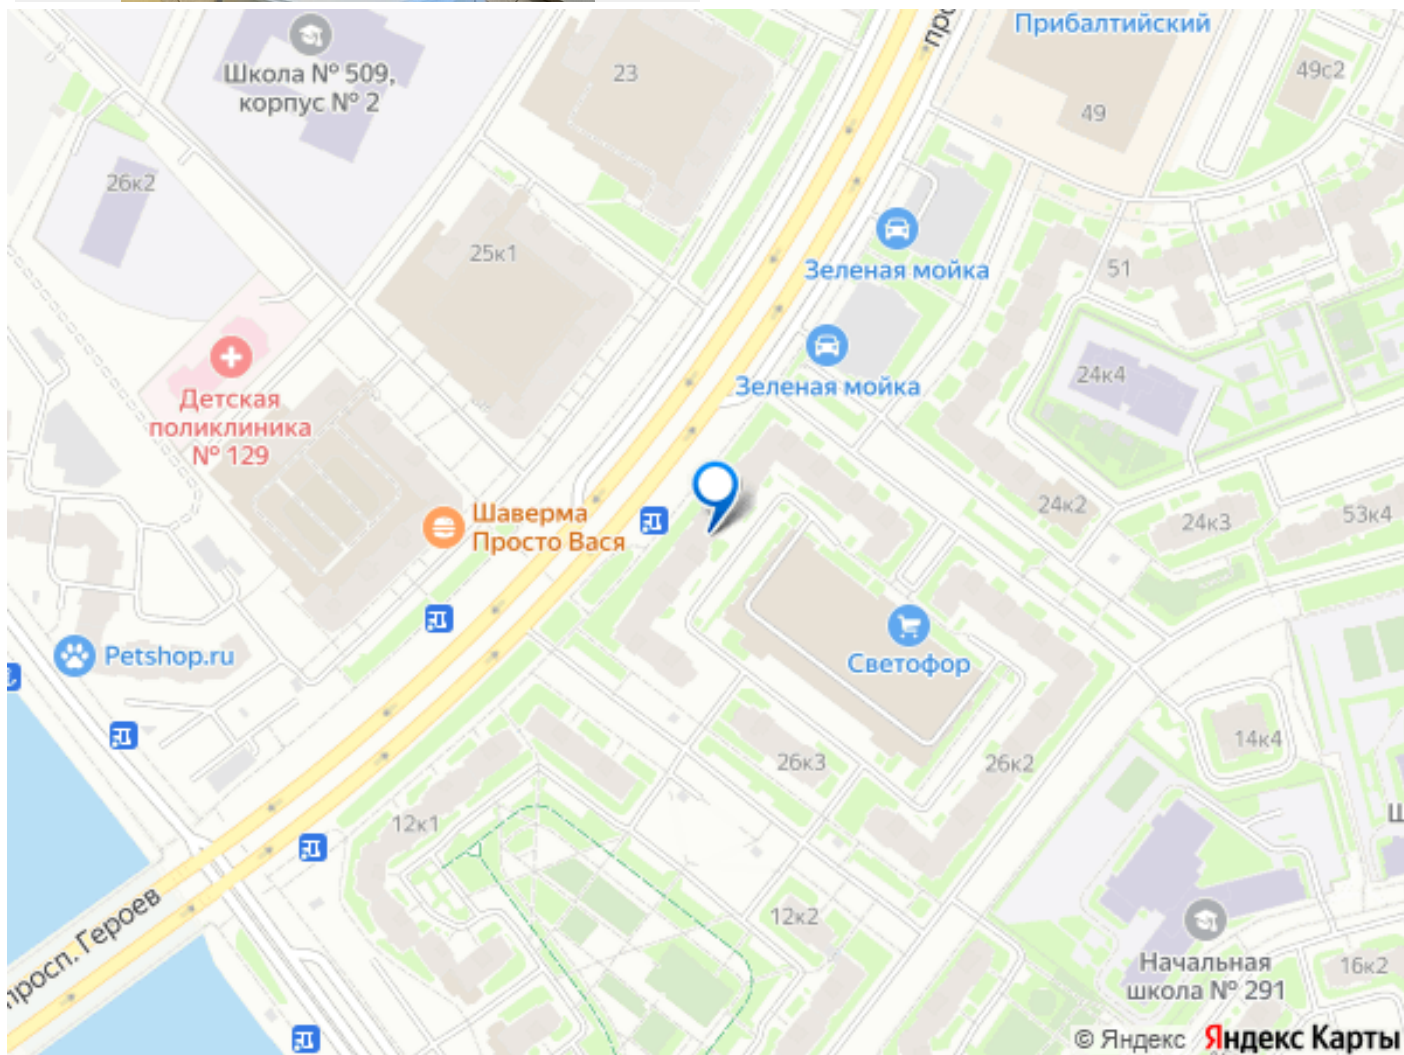 Прибалтийский
Школа № 509,
корпус № 2
23
49с2
49
26к2
25к1
Зеленая мойка
51
Зеленая мойка
24к4
Детская
поликлиника
№ 129
Шаверма
Просто Вася
24к2
24к3
53к4
Petshop.ru
Светофор
14к4
26к3
26к2
12к1
12к2
просп. Героев
Начальная
школа № 291
16к2
© Яндекс Яндекс Карты